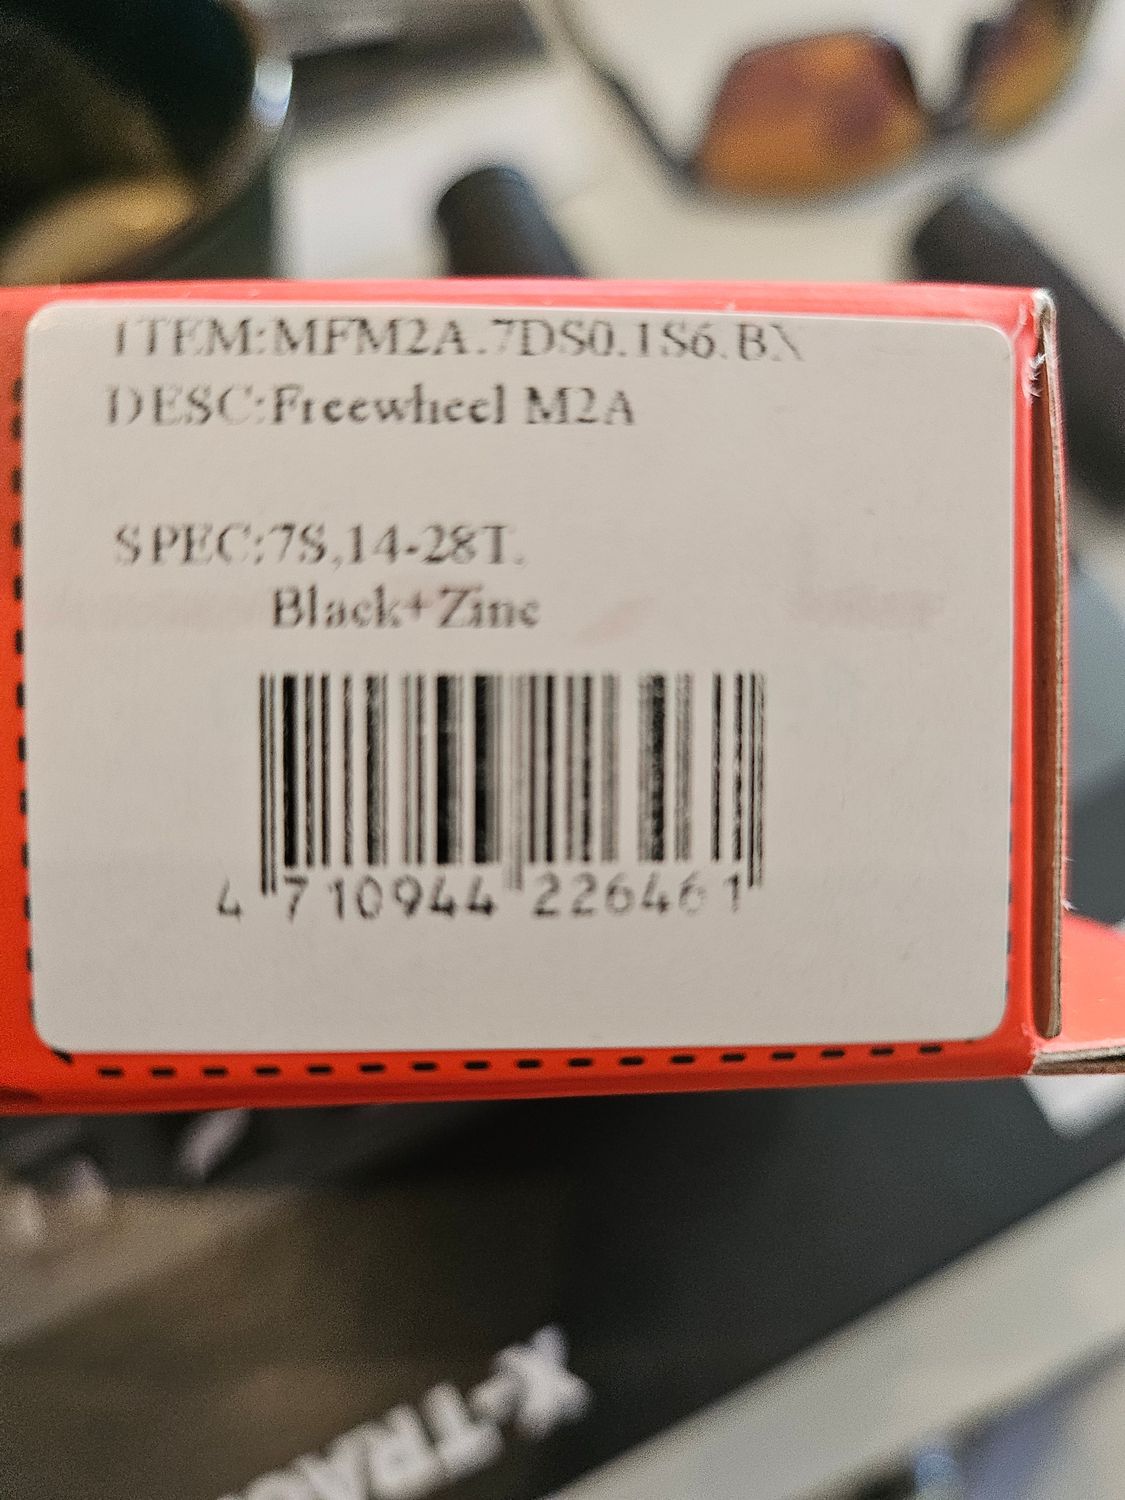 ITEM:MFM2A.7DS0.1S6.BX
DESC:Freewheel M2A
SPEC:7S,14-28T.
Black+Zinc
4 710944 226461